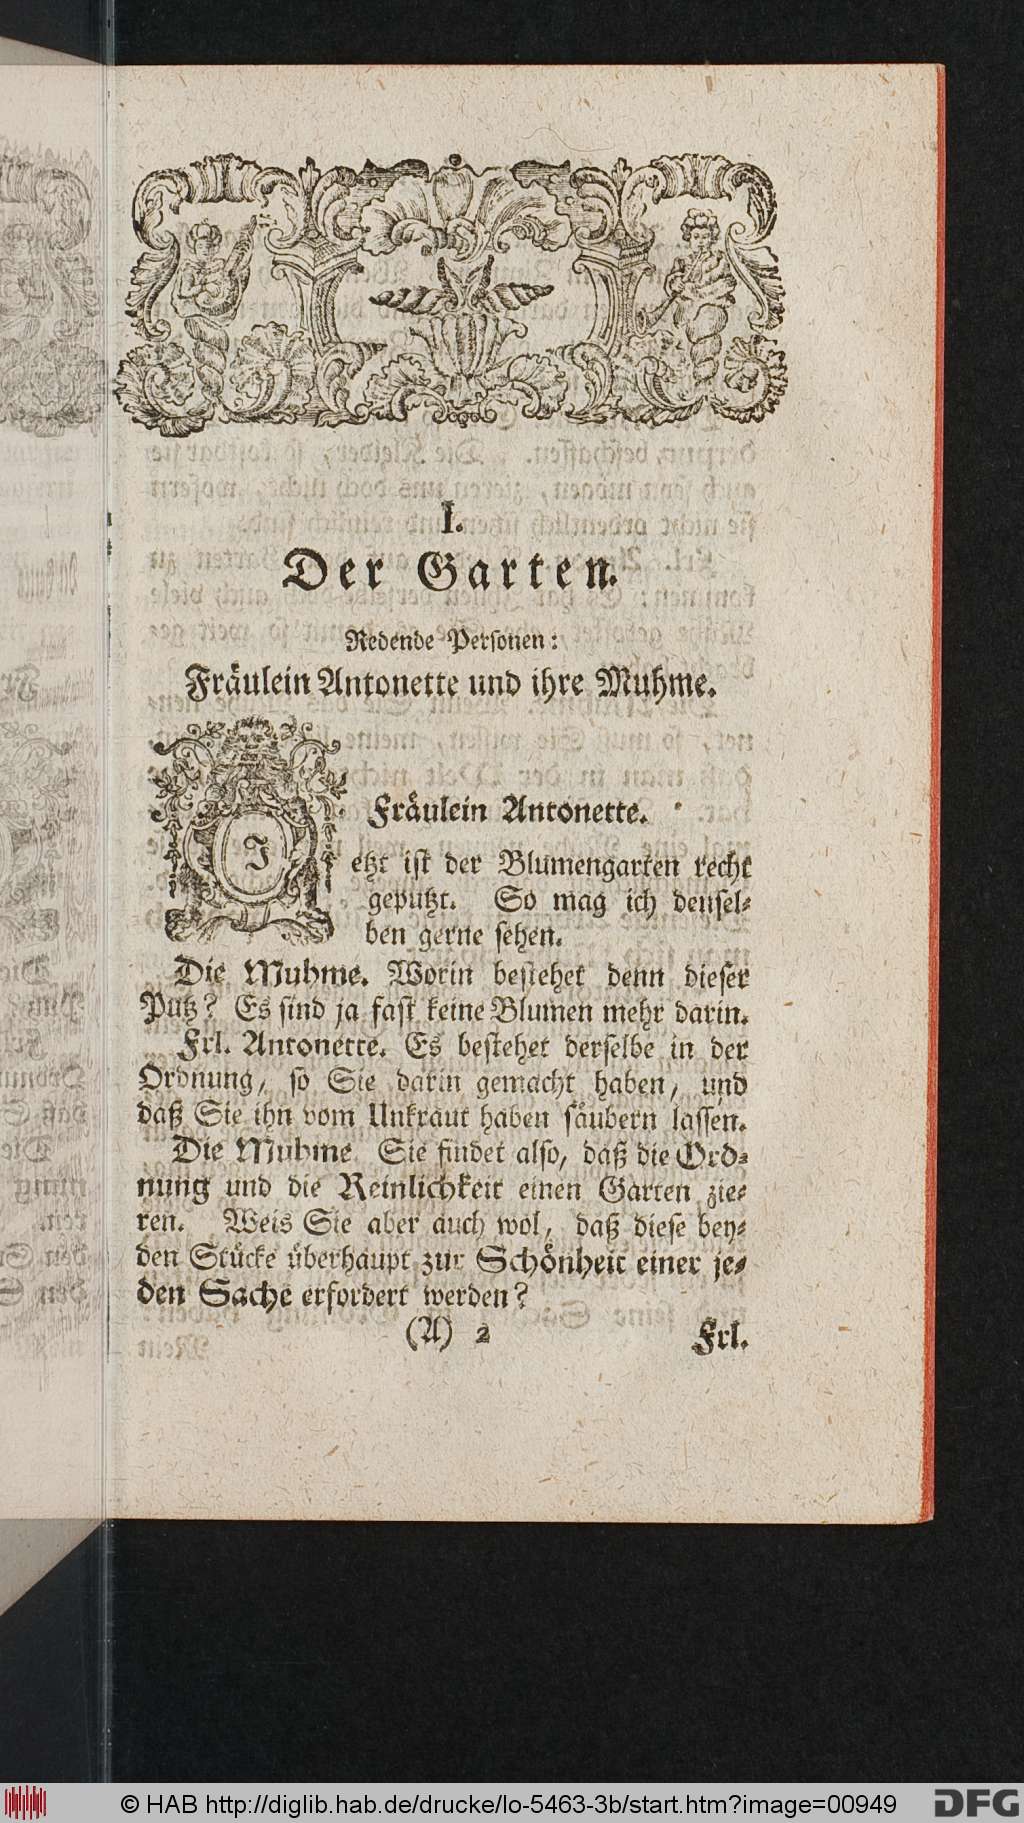 I.
Der Garten.
Redende Personen:
Fräulein Antonette und ihre Muhme.
Fräulein Antonette.
Jetzt ist der Blumengarten recht
geputzt. So mag ich densel-
ben gerne sehen.
Die Muhme. Worin bestehet denn dieser
Putz? Es sind ja fast keine Blumen mehr darin.
Frl. Antonette. Es bestehet derselbe in der
Ordnung, so Sie darin gemacht haben, und
daß Sie ihn vom Unkraut haben säubern lassen.
Die Muhme. Sie findet also, daß die Ord-
nung und die Reinlichkeit einen Garten zie-
ren. Weis Sie aber auch wol, daß diese bey-
den Stücke überhaupt zur Schönheit einer je-
den Sache erfordert werden?
(A) 2 Frl.
© HAB http://diglib.hab.de/drucke/lo-5463-3b/start.htm?image=00949
DFG